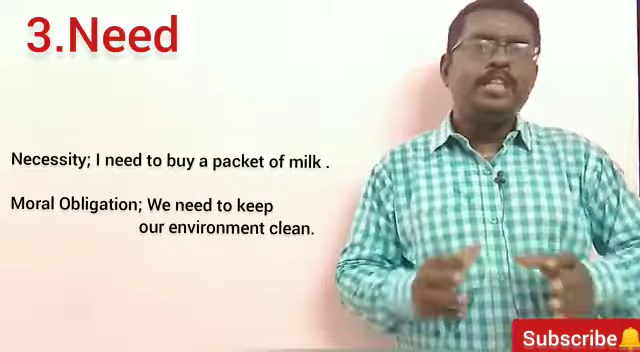 3.Need
Necessity; I need to buy a packet of milk .
Moral Obligation; We need to keep
our environment clean.
Subscribe